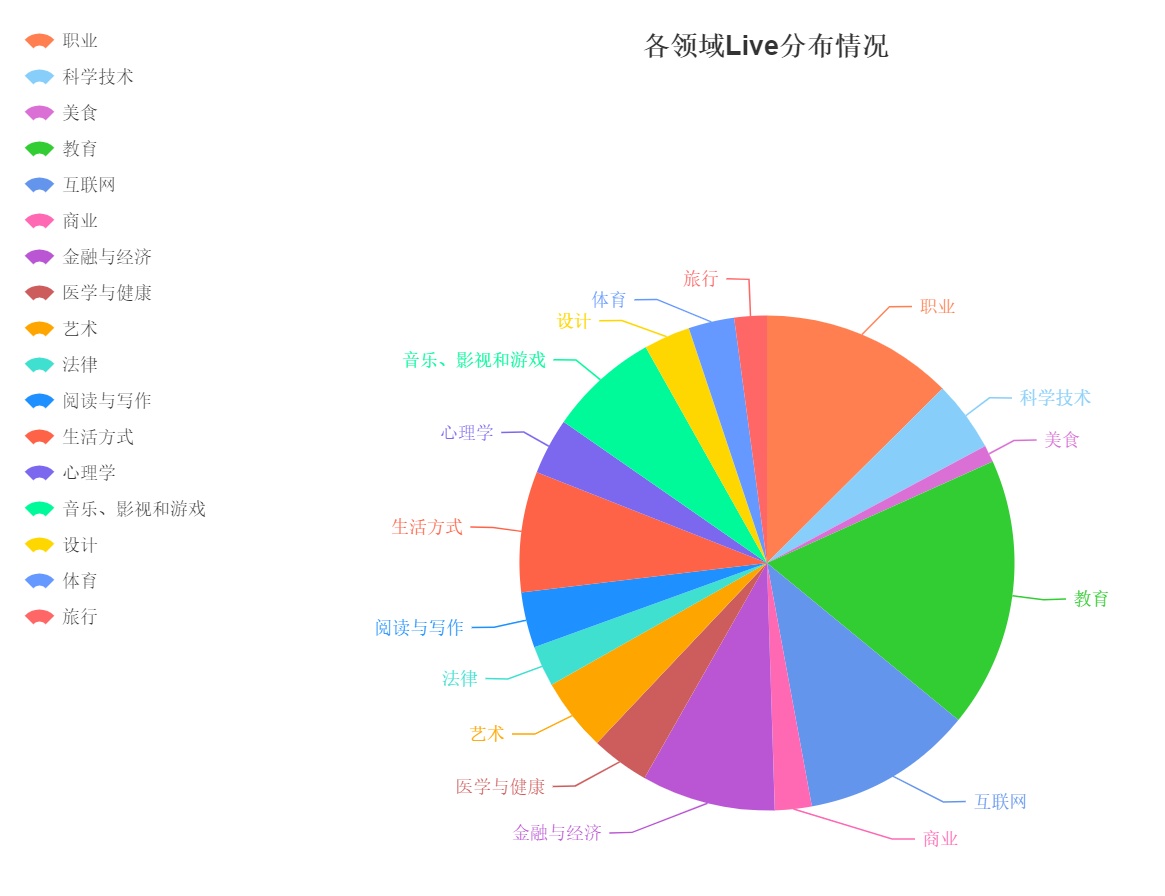 各领域Live分布情况
职业
科学技术
美食
教育
互联网
商业
金融与经济
医学与健康
艺术
法律
阅读与写作
生活方式
心理学
音乐、影视和游戏
设计
体育
旅行
旅行
职业
体育
设计
音乐、影视和游戏
科学技术
心理学
美食
生活方式
教育
阅读与写作
法律
艺术
医学与健康
互联网
金融与经济
商业